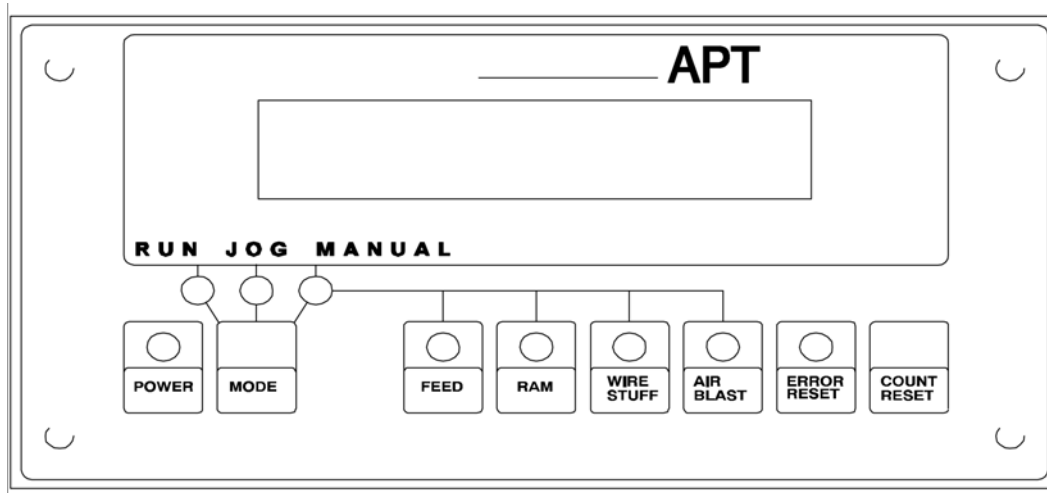 APT
RUN JOG MANUAL
POWER
MODE
FEED
RAM
WIRE
STUFF
AIR
BLAST
ERROR
RESET
COUNT
RESET